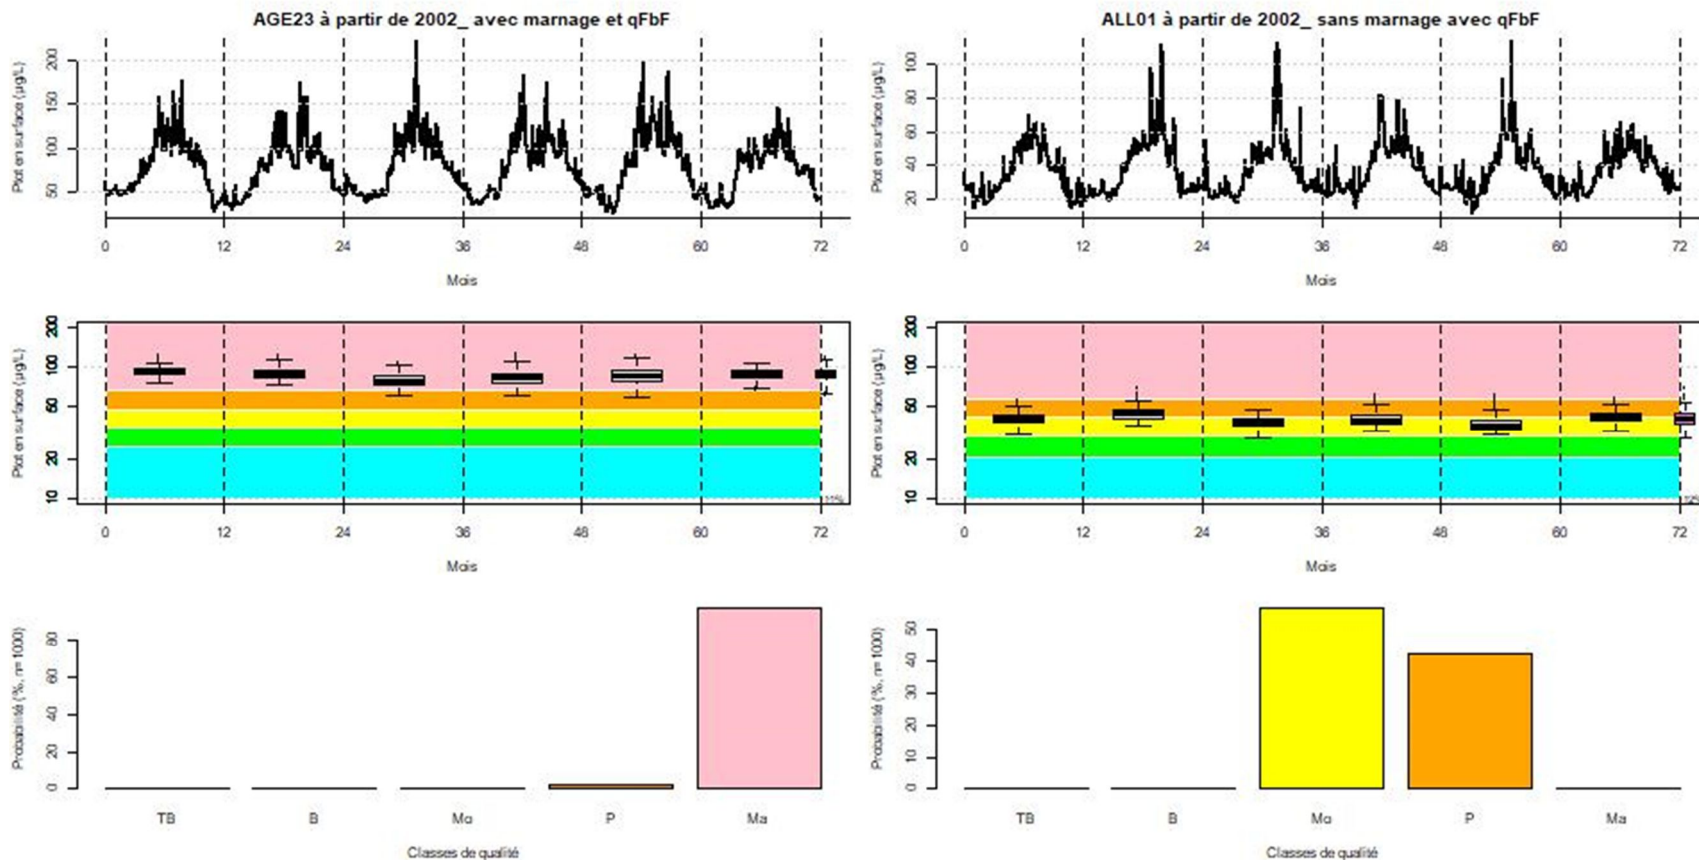 AGE23 à partir de 2002_ avec marnage et qFbF
Ptot en surface (µg/L)
200
150
100
50
0 12 24 36 48 60 72
Mois
ALL01 à partir de 2002_ sans marnage avec qFbF
Ptot en surface (µg/L)
100
80
60
40
20
0 12 24 36 48 60 72
Mois
Ptot en surface (µg/L)
200
100
50
20
10
11%
0 12 24 36 48 60 72
Mois
Ptot en surface (µg/L)
200
100
50
20
10
0 12 24 36 48 60 72
Mois
Probabilité (%, n=1000)
80
60
40
20
0
TB B Mo P Ma
Classes de qualité
Probabilité (%, n=1000)
50
40
30
20
10
0
TB B Mo P Ma
Classes de qualité